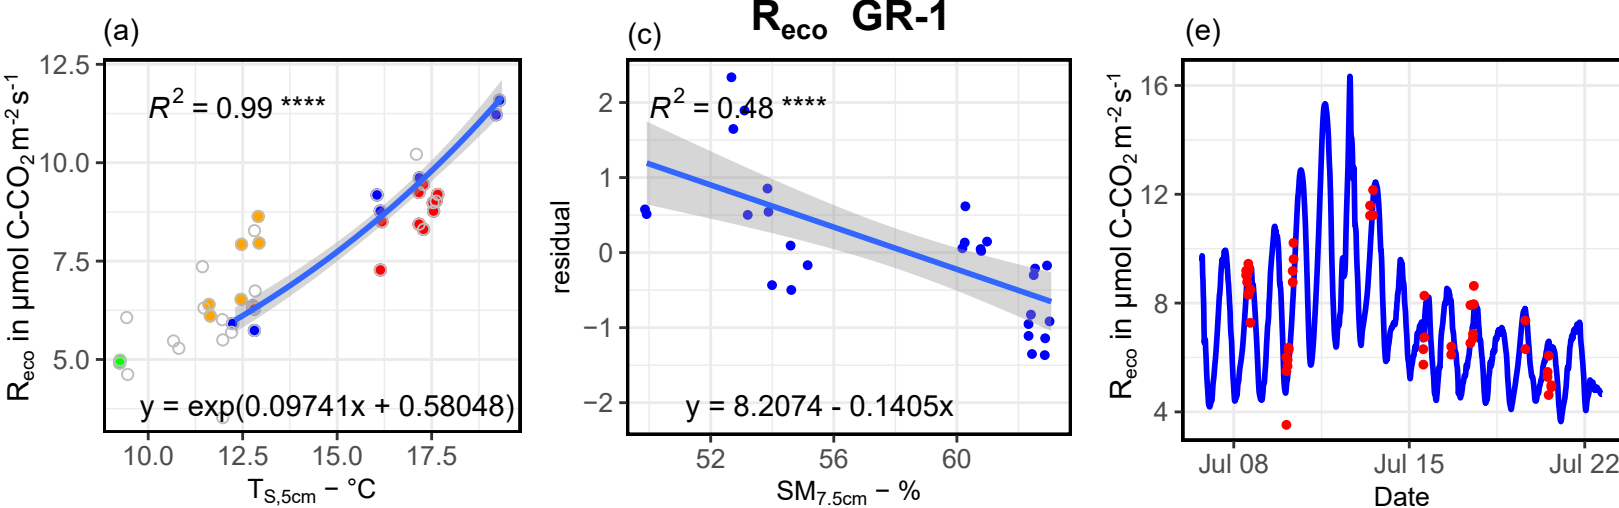 R_eco GR-1
(a)
R_eco in µmol C-CO₂ m⁻² s⁻¹
12.5
10.0
7.5
5.0
R² = 0.99 ****
y = exp(0.09741x + 0.58048)
10.0 12.5 15.0 17.5
T_S,5cm − °C
(c)
residual
2
1
0
−1
−2
R² = 0.48 ****
y = 8.2074 - 0.1405x
52 56 60
SM_7.5cm − %
(e)
R_eco in µmol C-CO₂ m⁻² s⁻¹
16
12
8
4
Jul 08 Jul 15 Jul 22
Date